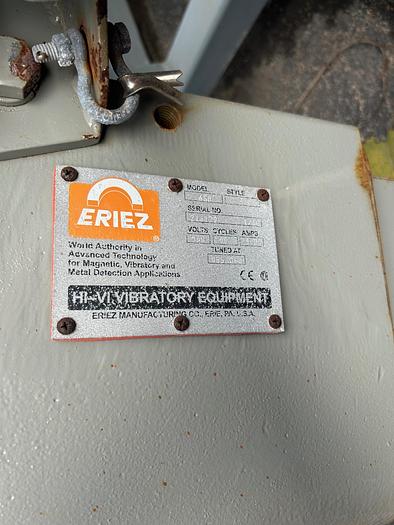 ERIEZ
®
World Authority in
Advanced Technology
for Magnetic, Vibratory and
Metal Detection Applications
MODEL STYLE
SERIAL NO
VOLTS CYCLES AMPS
TUNED AT
CE
HI-VI VIBRATORY EQUIPMENT
ERIEZ MANUFACTURING CO., ERIE, PA. U.S.A.